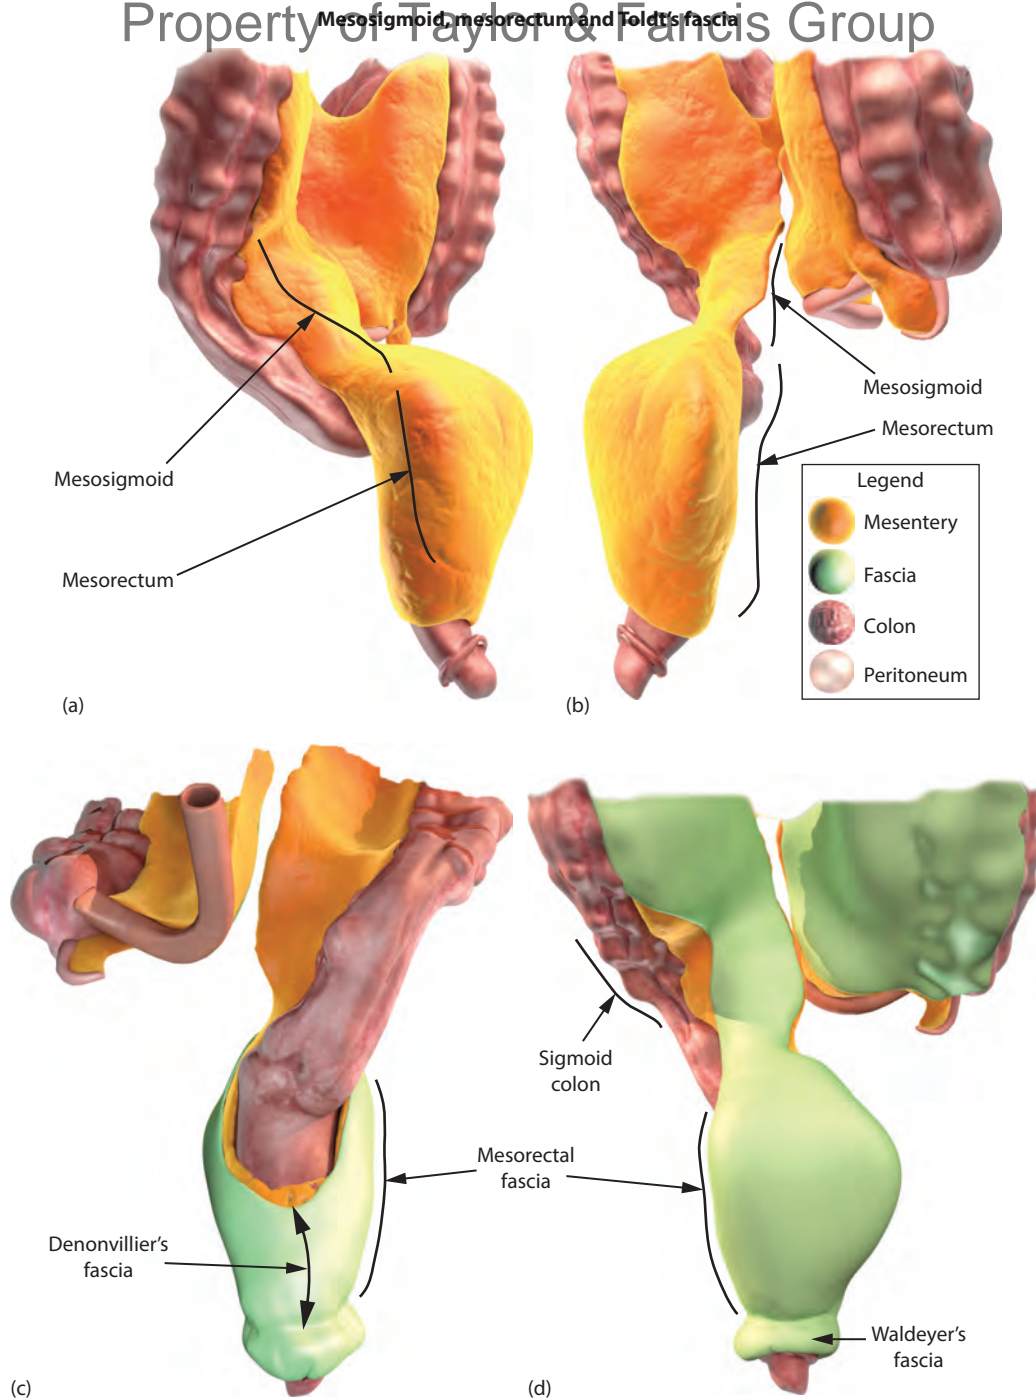 Property of Taylor & Fancis Group
Mesosigmoid, mesorectum and Toldt's fascia
Mesosigmoid
Mesorectum
(a)
Mesosigmoid
Mesorectum
Legend
Mesentery
Fascia
Colon
Peritoneum
(b)
Denonvillier's
fascia
Mesorectal
fascia
(c)
Sigmoid
colon
Waldeyer's
fascia
(d)